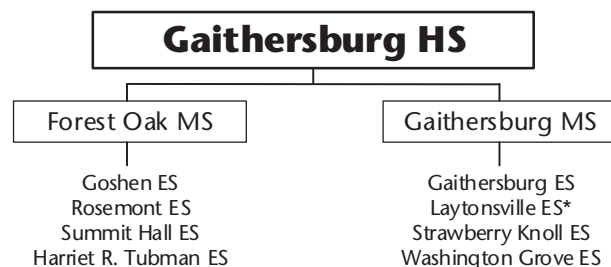 Gaithersburg HS
Forest Oak MS
Goshen ES
Rosemont ES
Summit Hall ES
Harriet R. Tubman ES
Gaithersburg MS
Gaithersburg ES
Laytonsville ES*
Strawberry Knoll ES
Washington Grove ES